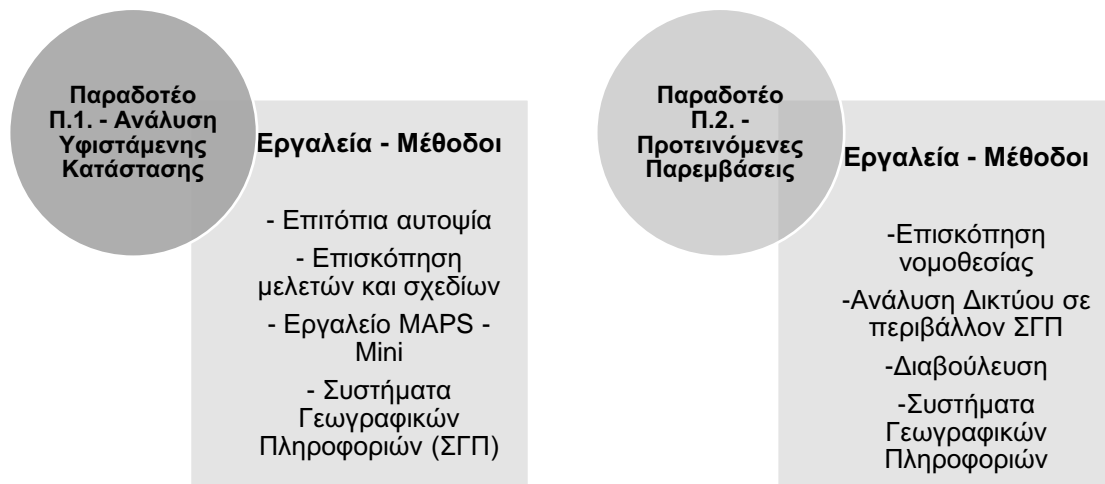 Παραδοτέο
Π.1. - Ανάλυση
Υφιστάμενης
Κατάστασης
Εργαλεία - Μέθοδοι
- Επιτόπια αυτοψία
- Επισκόπηση
μελετών και σχεδίων
- Εργαλείο MAPS -
Mini
- Συστήματα
Γεωγραφικών
Πληροφοριών (ΣΓΠ)
Παραδοτέο
Π.2. -
Προτεινόμενες
Παρεμβάσεις
Εργαλεία - Μέθοδοι
-Επισκόπηση
νομοθεσίας
-Ανάλυση Δικτύου σε
περιβάλλον ΣΓΠ
-Διαβούλευση
-Συστήματα
Γεωγραφικών
Πληροφοριών